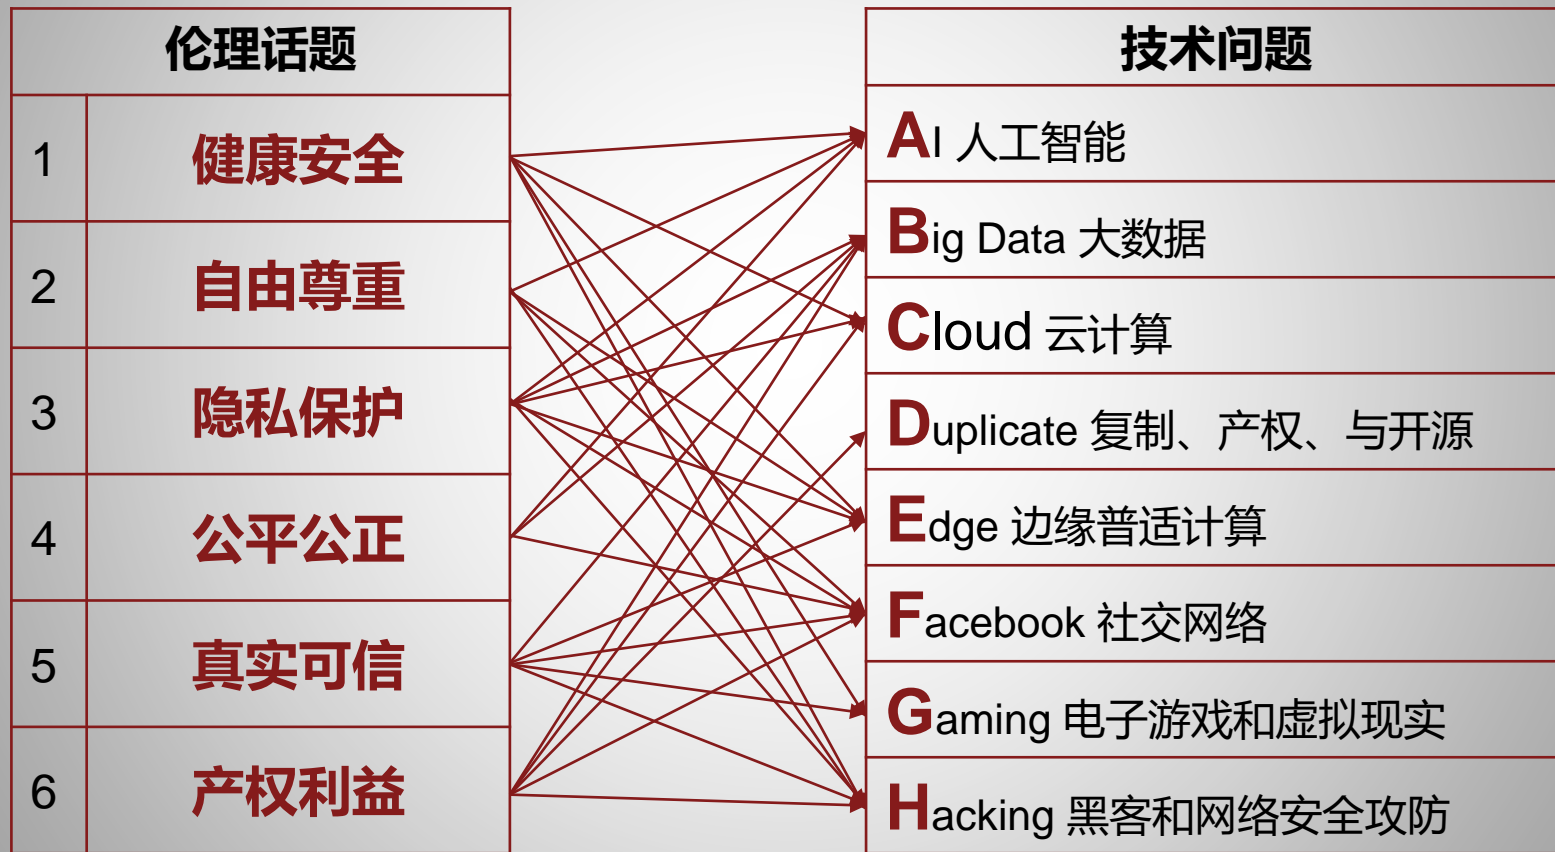 伦理话题
1 健康安全
2 自由尊重
3 隐私保护
4 公平公正
5 真实可信
6 产权利益
技术问题
AI 人工智能
Big Data 大数据
Cloud 云计算
Duplicate 复制、产权、与开源
Edge 边缘普适计算
Facebook 社交网络
Gaming 电子游戏和虚拟现实
Hacking 黑客和网络安全攻防